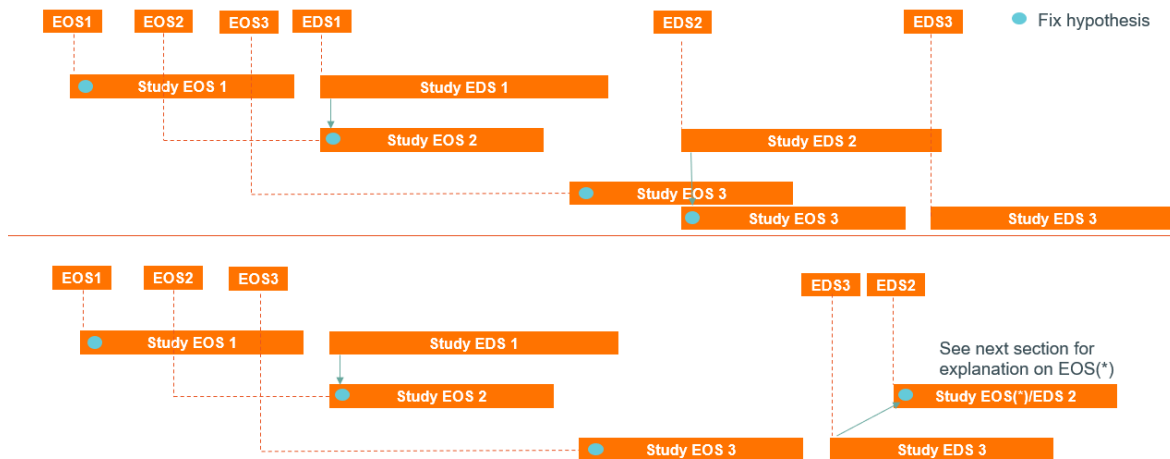 EOS1
EOS2
EOS3
EDS1
EDS2
EDS3
Fix hypothesis
Study EOS 1
Study EDS 1
Study EOS 2
Study EDS 2
Study EOS 3
Study EOS 3
Study EDS 3
EOS1
EOS2
EOS3
EDS3
EDS2
Study EOS 1
Study EDS 1
See next section for
explanation on EOS(*)
Study EOS 2
Study EOS(*)/EDS 2
Study EOS 3
Study EDS 3